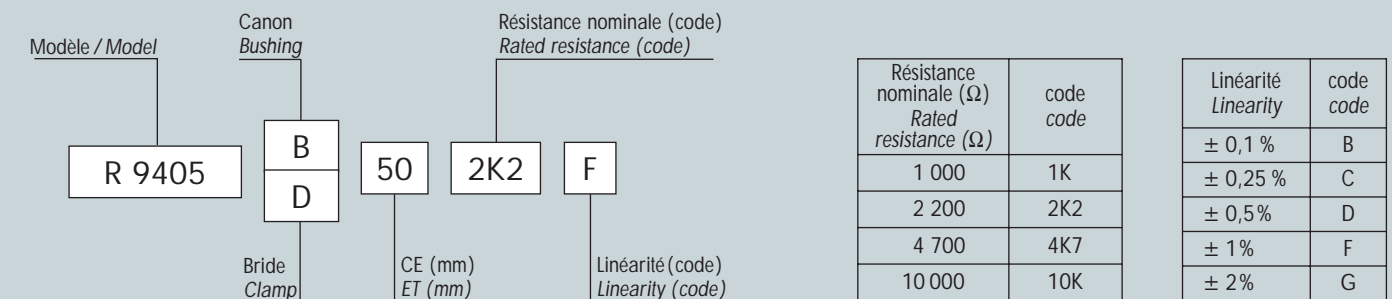 Modèle / Model
Canon
Bushing
Résistance nominale (code)
Rated resistance (code)
R 9405
B
D
50
2K2
F
Bride
Clamp
CE (mm)
ET (mm)
Linéarité (code)
Linearity (code)
Résistance
nominale (Ω)
Rated
resistance (Ω)
code
code
1 000 1K
2 200 2K2
4 700 4K7
10 000 10K
Linéarité
Linearity
code
code
± 0,1 % B
± 0,25 % C
± 0,5% D
± 1% F
± 2% G